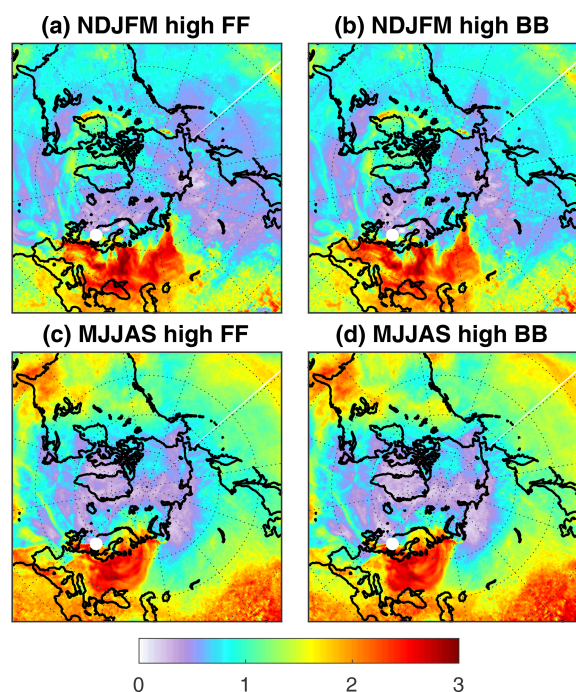 (a) NDJFM high FF
(b) NDJFM high BB
(c) MJJAS high FF
(d) MJJAS high BB
0 1 2 3